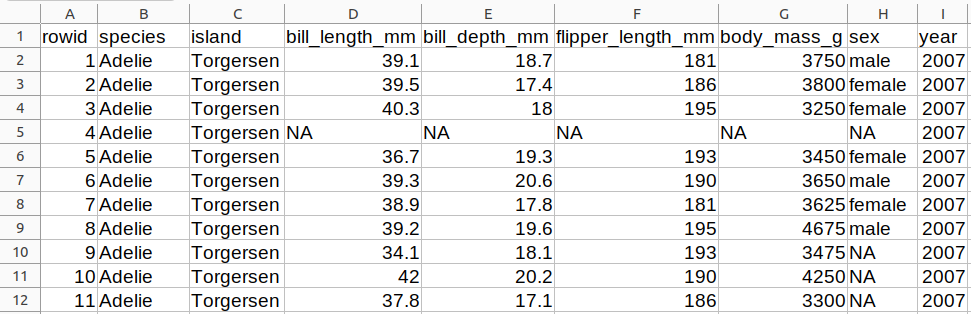 A B C D E F G H I
1 rowid species island bill_length_mm bill_depth_mm flipper_length_mm body_mass_g sex year
2 1 Adelie Torgersen 39.1 18.7 181 3750 male 2007
3 2 Adelie Torgersen 39.5 17.4 186 3800 female 2007
4 3 Adelie Torgersen 40.3 18 195 3250 female 2007
5 4 Adelie Torgersen NA NA NA NA NA 2007
6 5 Adelie Torgersen 36.7 19.3 193 3450 female 2007
7 6 Adelie Torgersen 39.3 20.6 190 3650 male 2007
8 7 Adelie Torgersen 38.9 17.8 181 3625 female 2007
9 8 Adelie Torgersen 39.2 19.6 195 4675 male 2007
10 9 Adelie Torgersen 34.1 18.1 193 3475 NA 2007
11 10 Adelie Torgersen 42 20.2 190 4250 NA 2007
12 11 Adelie Torgersen 37.8 17.1 186 3300 NA 2007